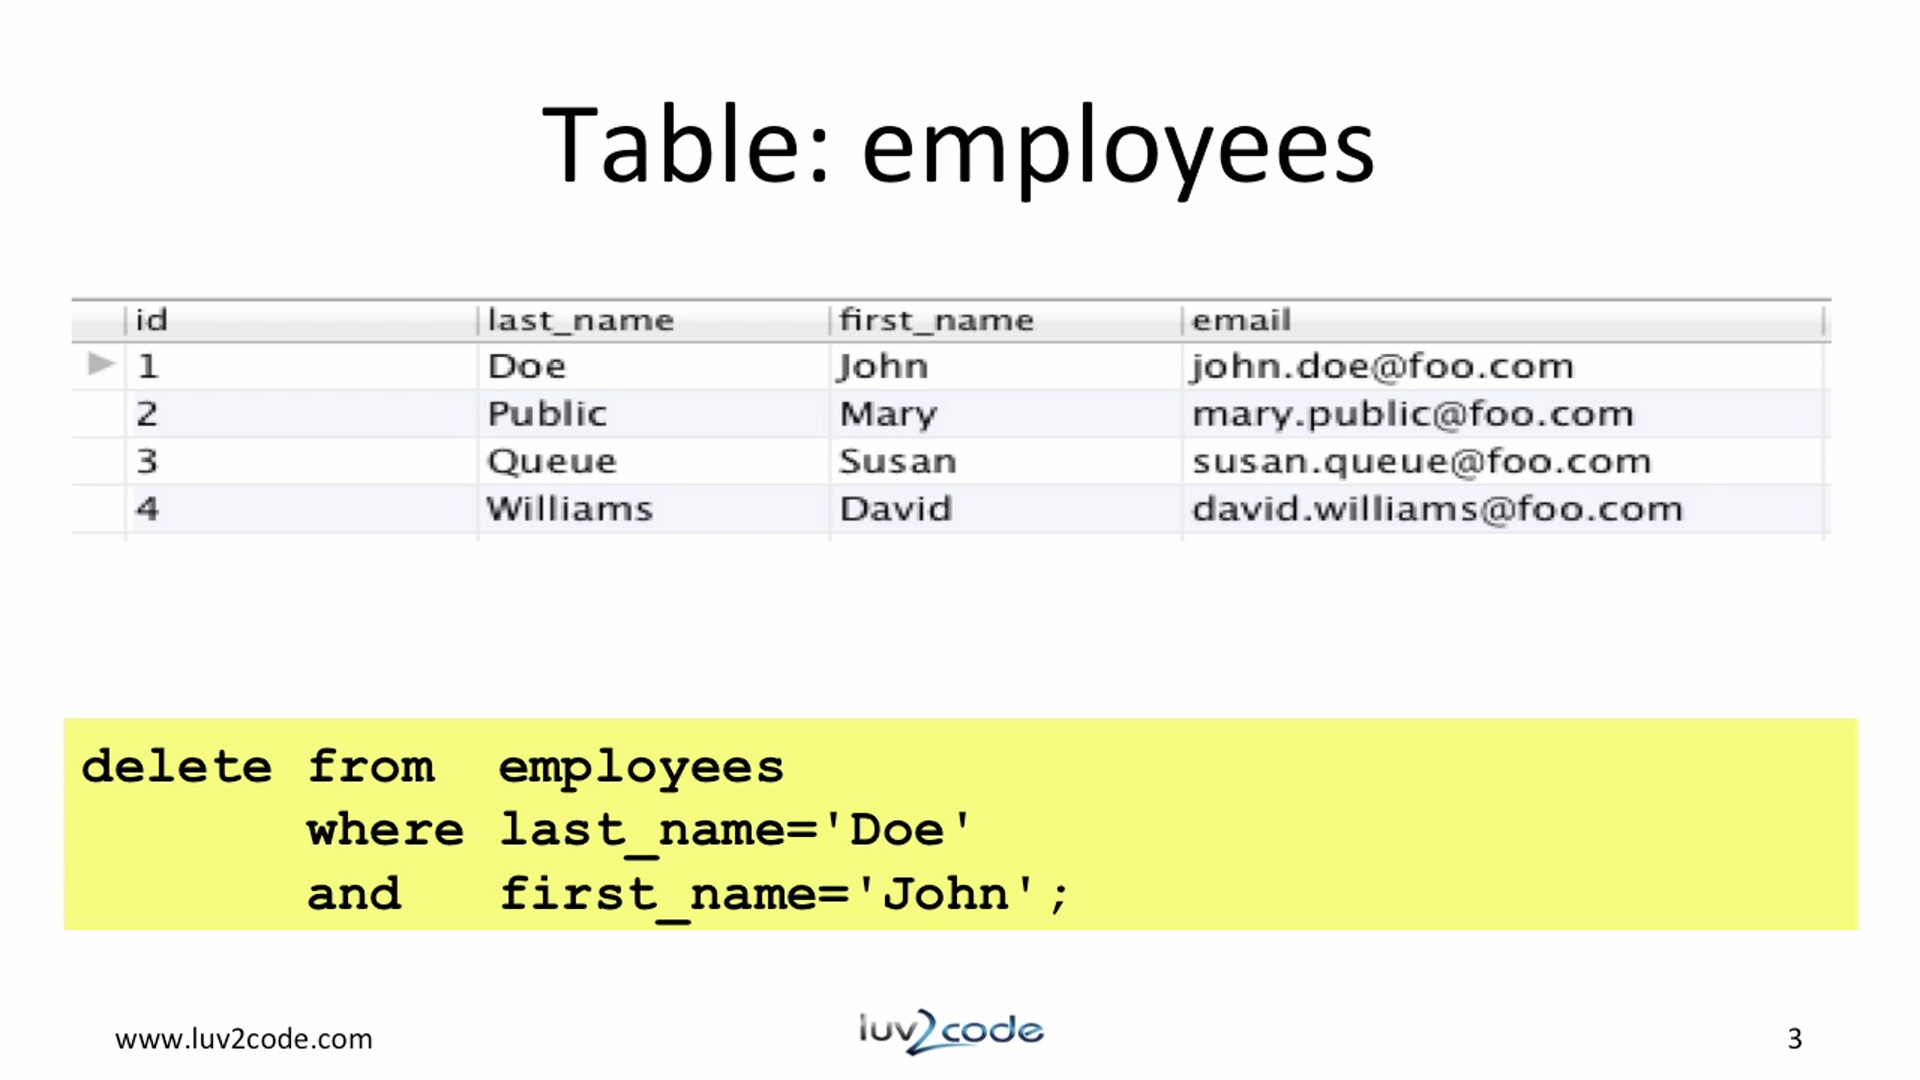 Table: employees
id last_name first_name email
1 Doe John john.doe@foo.com
2 Public Mary mary.public@foo.com
3 Queue Susan susan.queue@foo.com
4 Williams David david.williams@foo.com
delete from  employees
       where last_name='Doe'
       and   first_name='John';
www.luv2code.com luv2code 3